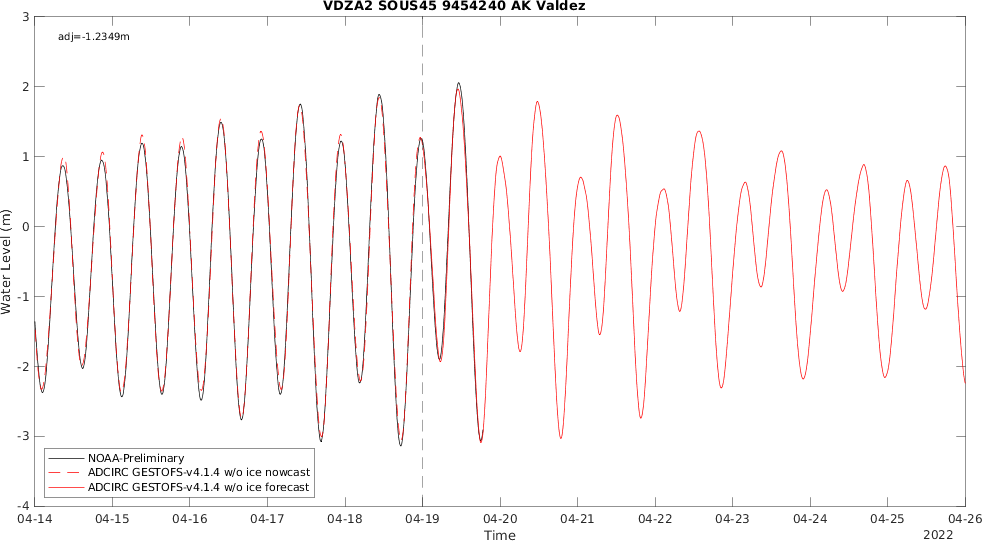 VDZA2 SOUS45 9454240 AK Valdez
adj=-1.2349m
3
2
1
0
-1
-2
-3
-4
Water Level (m)
NOAA-Preliminary
ADCIRC GESTOFS-v4.1.4 w/o ice nowcast
ADCIRC GESTOFS-v4.1.4 w/o ice forecast
04-14 04-15 04-16 04-17 04-18 04-19 04-20 04-21 04-22 04-23 04-24 04-25 04-26
Time
2022